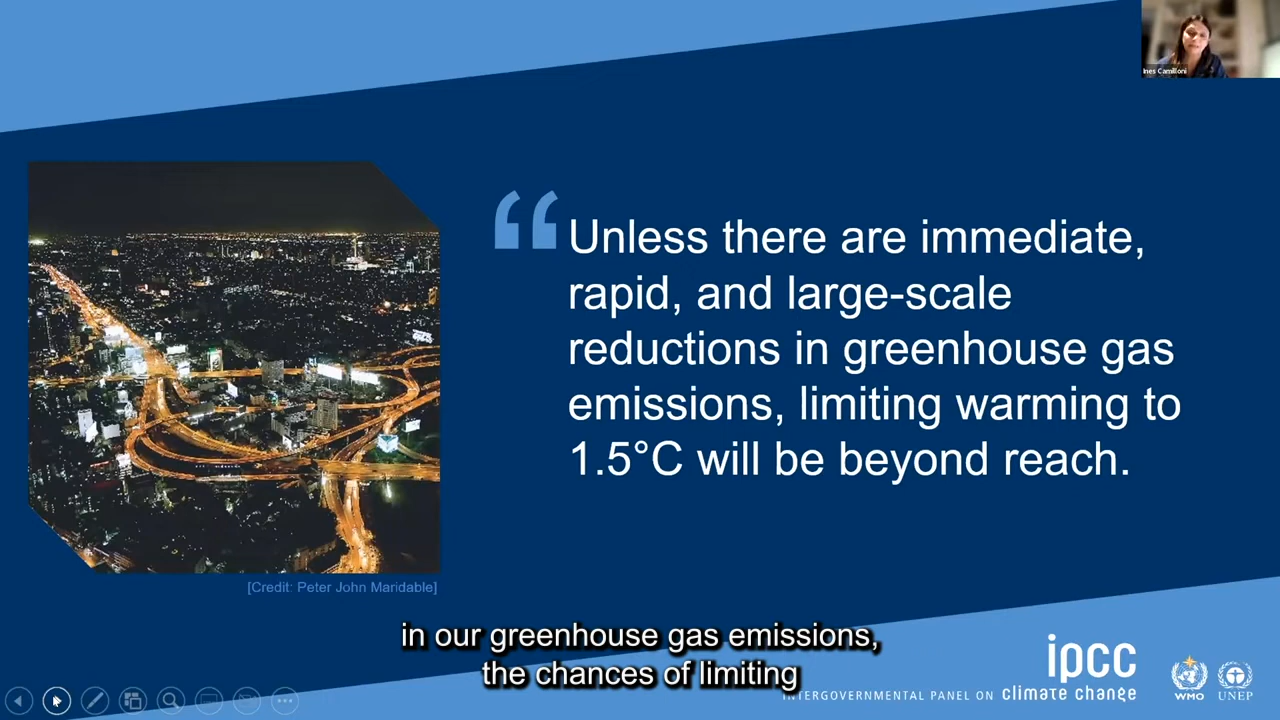 Ines Camilloni
“Unless there are immediate,
rapid, and large-scale
reductions in greenhouse gas
emissions, limiting warming to
1.5°C will be beyond reach.
[Credit: Peter John Maridable]
in our greenhouse gas emissions,
the chances of limiting
ipcc
INTERGOVERNMENTAL PANEL ON climate change
WMO
UNEP